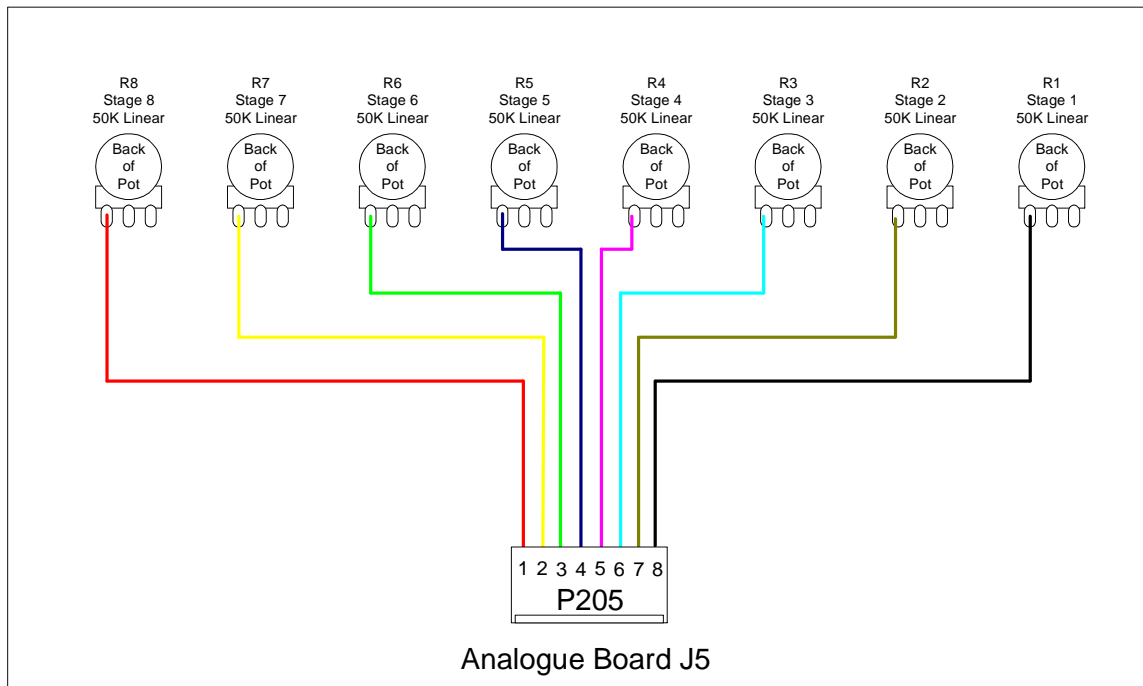 R8
Stage 8
50K Linear
Back
of
Pot
R7
Stage 7
50K Linear
Back
of
Pot
R6
Stage 6
50K Linear
Back
of
Pot
R5
Stage 5
50K Linear
Back
of
Pot
R4
Stage 4
50K Linear
Back
of
Pot
R3
Stage 3
50K Linear
Back
of
Pot
R2
Stage 2
50K Linear
Back
of
Pot
R1
Stage 1
50K Linear
Back
of
Pot
1 2 3 4 5 6 7 8
P205
Analogue Board J5